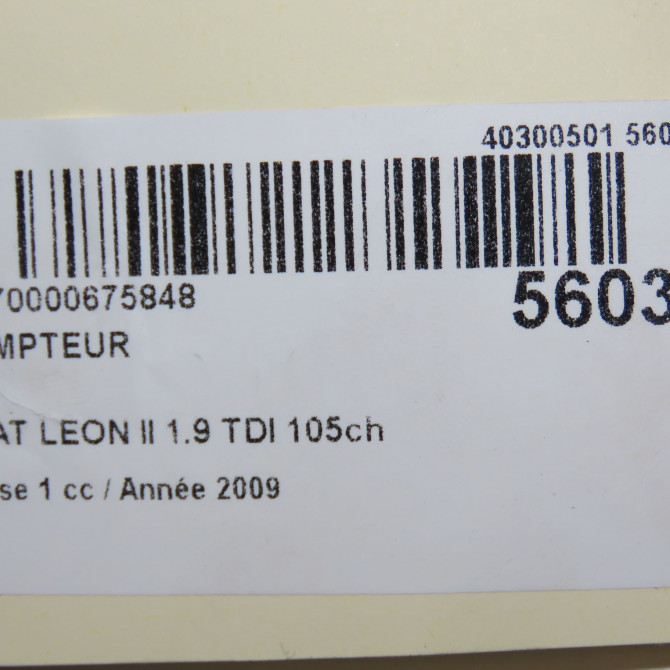 40300501 560
70000675848
5603
MPTEUR
AT LEON II 1.9 TDI 105ch
se 1 cc / Année 2009